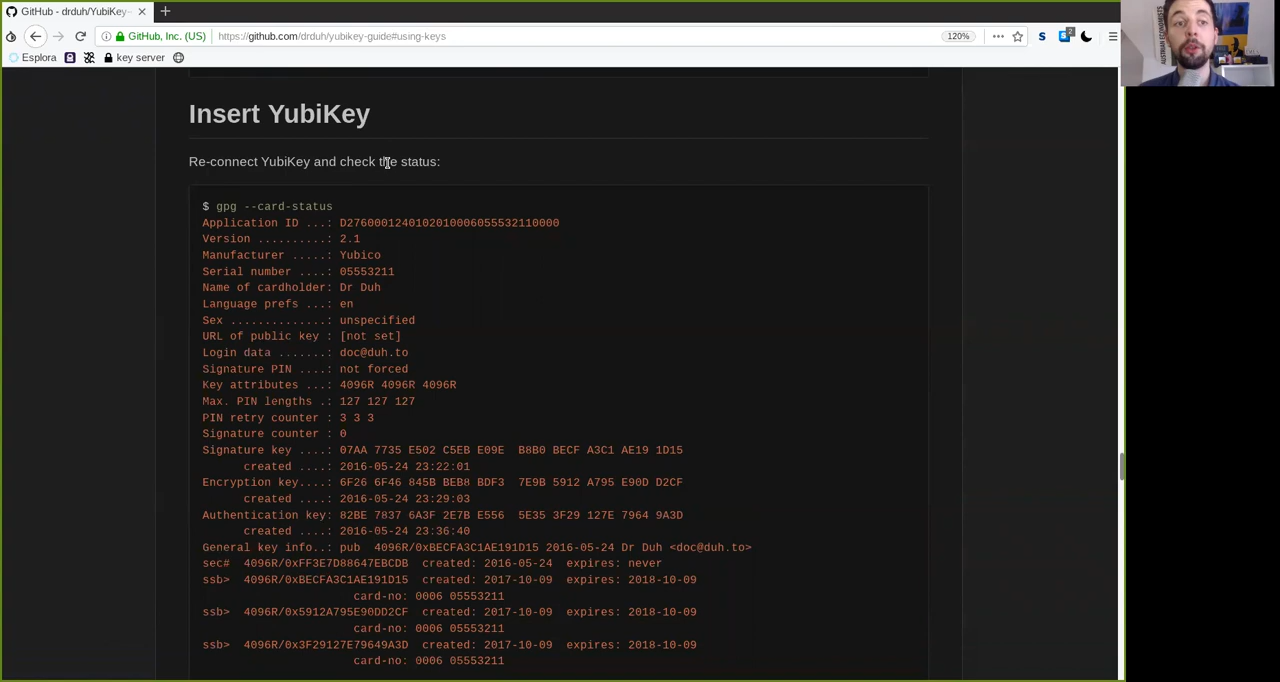 GitHub - drduh/YubiKey-
GitHub, Inc. (US)
https://github.com/drduh/yubikey-guide#using-keys
120%
S
2
Esplora
key server
AUSTRIAN ECONOMISTS
Insert YubiKey
Re-connect YubiKey and check the status:
$ gpg --card-status
Application ID ...: D2760001240102010006055532110000
Version ..........: 2.1
Manufacturer .....: Yubico
Serial number ....: 05553211
Name of cardholder: Dr Duh
Language prefs ...: en
Sex ..............: unspecified
URL of public key : [not set]
Login data .......: doc@duh.to
Signature PIN ....: not forced
Key attributes ...: 4096R 4096R 4096R
Max. PIN lengths .: 127 127 127
PIN retry counter : 3 3 3
Signature counter : 0
Signature key ....: 07AA 7735 E502 C5EB E09E  B8B0 BECF A3C1 AE19 1D15
created ....: 2016-05-24 23:22:01
Encryption key....: 6F26 6F46 845B BEB8 BDF3  7E9B 5912 A795 E90D D2CF
created ....: 2016-05-24 23:29:03
Authentication key: 82BE 7837 6A3F 2E7B E556  5E35 3F29 127E 7964 9A3D
created ....: 2016-05-24 23:36:40
General key info..: pub  4096R/0xBECFA3C1AE191D15 2016-05-24 Dr Duh <doc@duh.to>
sec#  4096R/0xFF3E7D88647EBCDB  created: 2016-05-24  expires: never
ssb>  4096R/0xBECFA3C1AE191D15  created: 2017-10-09  expires: 2018-10-09
card-no: 0006 05553211
ssb>  4096R/0x5912A795E90DD2CF  created: 2017-10-09  expires: 2018-10-09
card-no: 0006 05553211
ssb>  4096R/0x3F29127E79649A3D  created: 2017-10-09  expires: 2018-10-09
card-no: 0006 05553211